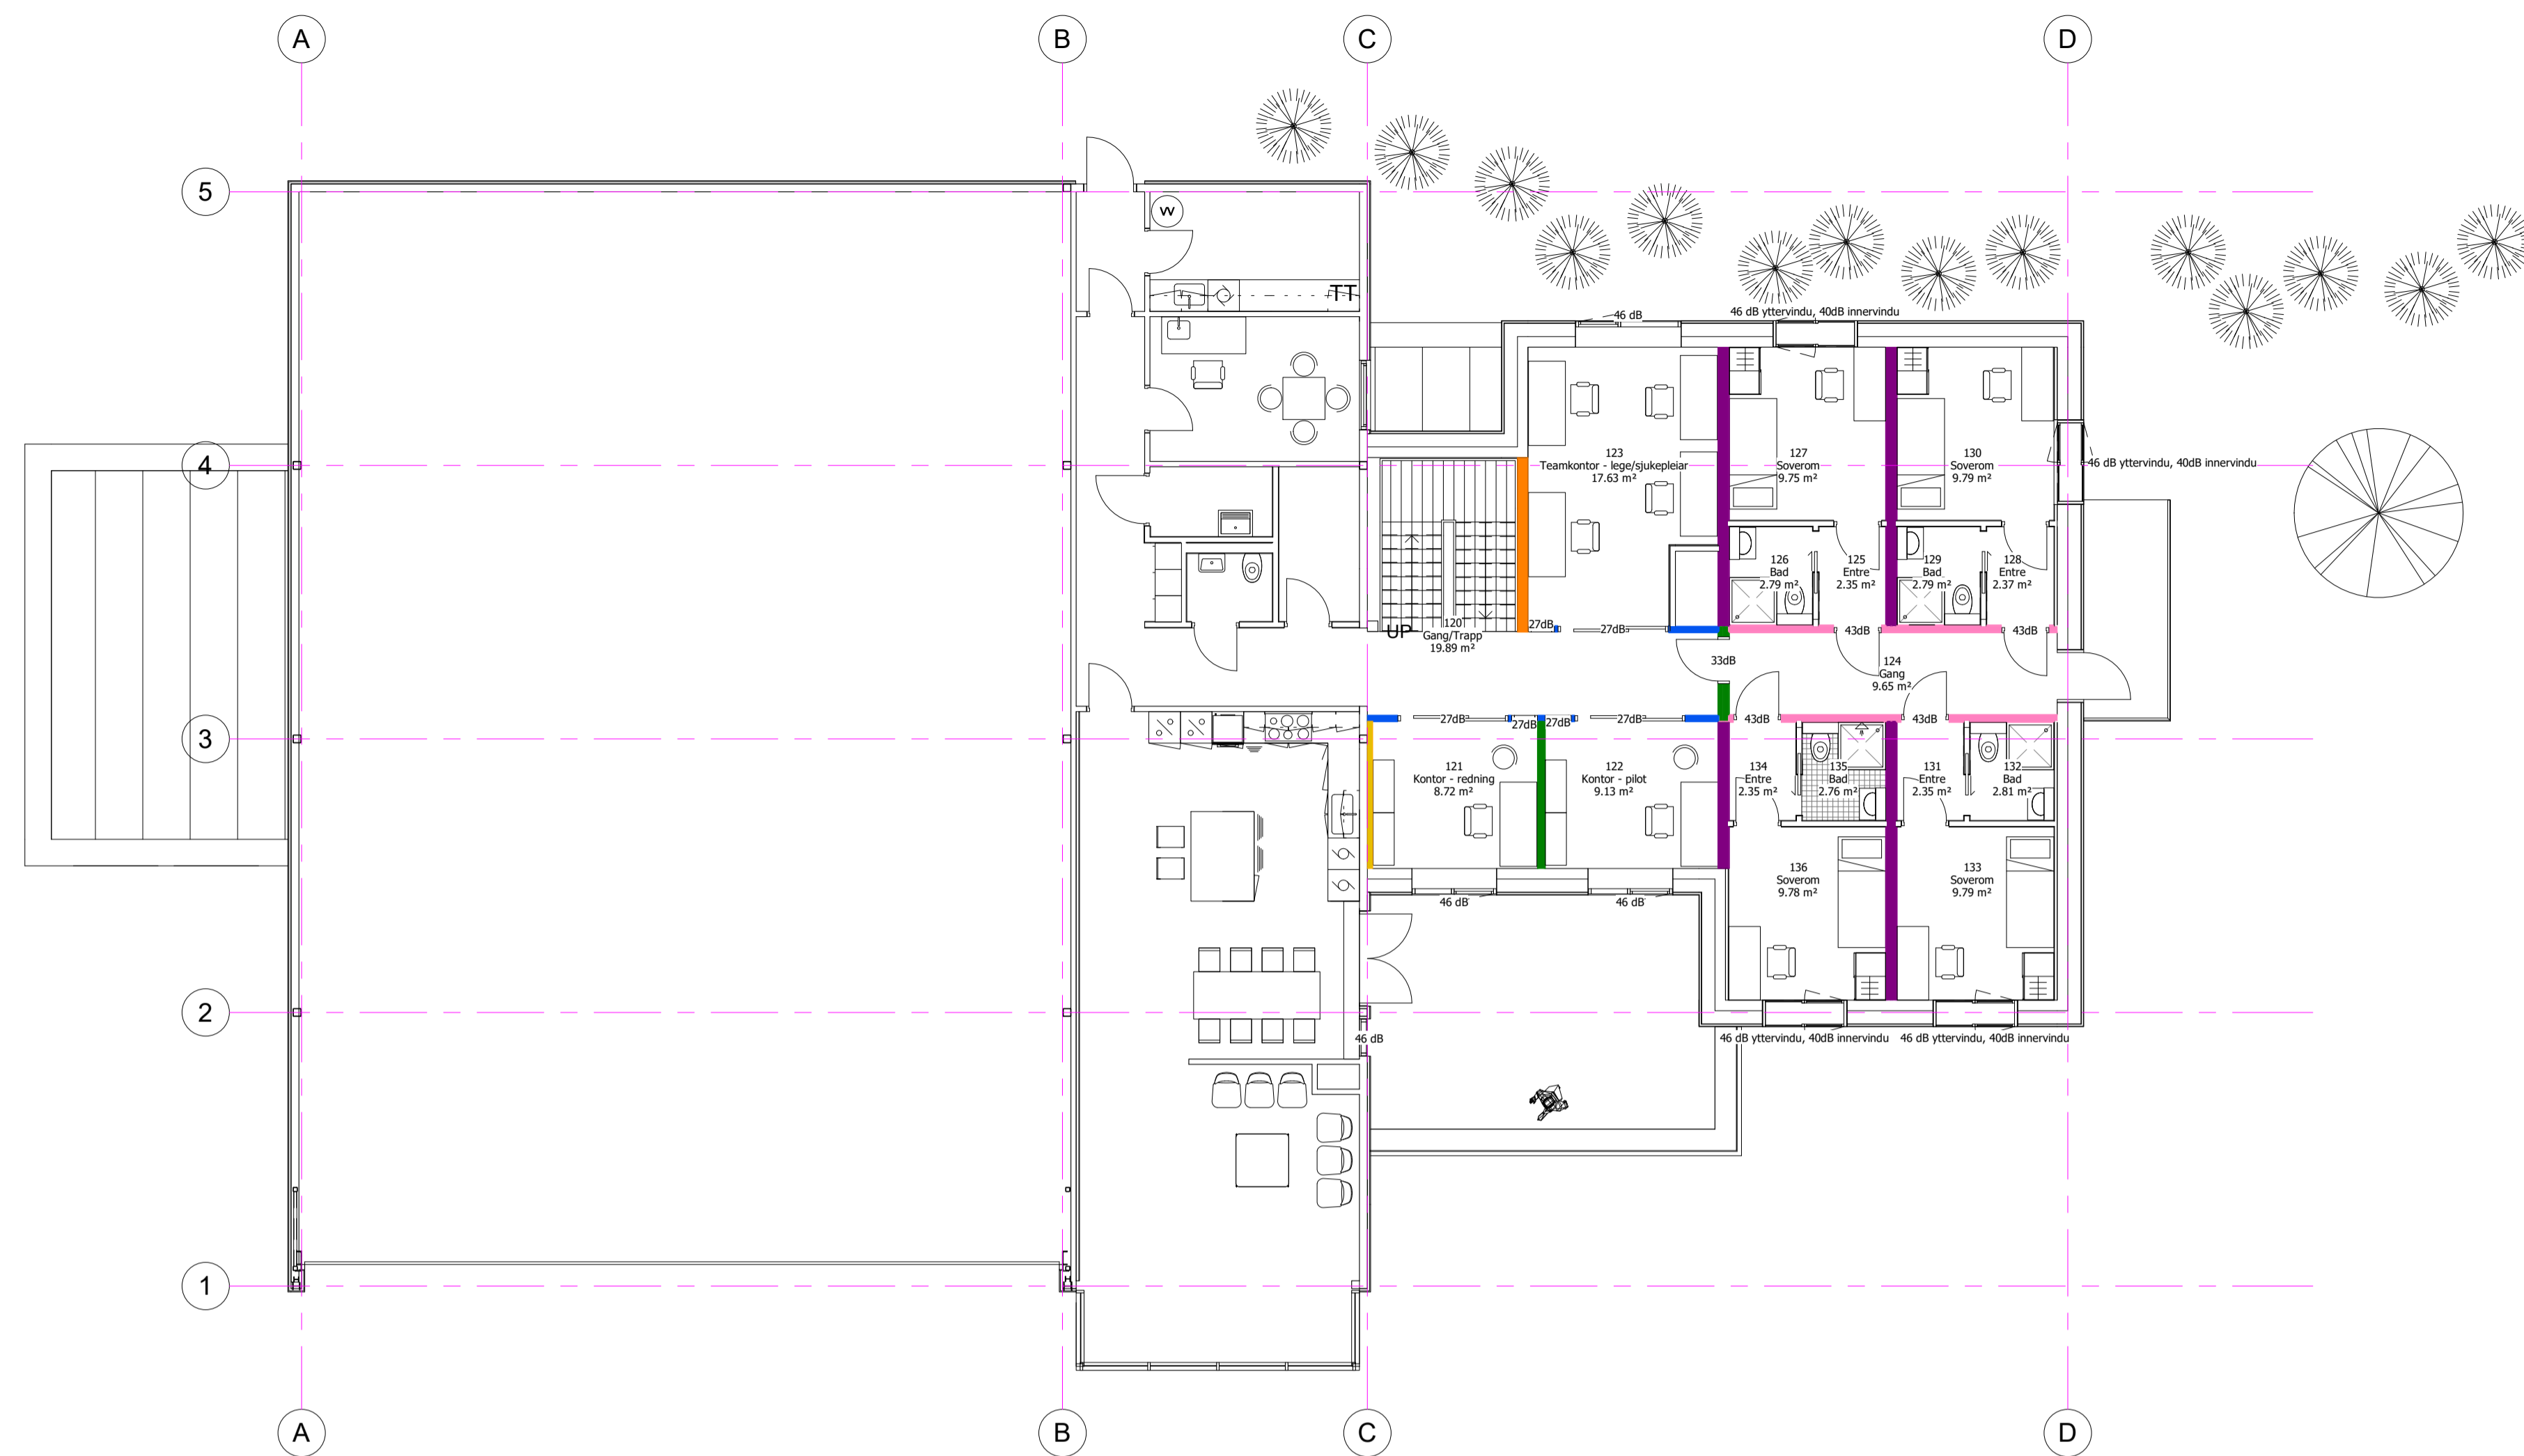 A
B
C
D
5
W
TT
46 dB
46 dB yttervindu, 40dB innervindu
4
123
Teamkontor - lege/sjukepleiar
17.63 m²
127
Soverom
9.75 m²
130
Soverom
9.79 m²
46 dB yttervindu, 40dB innervindu
126
Bad
2.79 m²
125
Entre
2.35 m²
129
Bad
2.79 m²
128
Entre
2.37 m²
UP
120
Gang/Trapp
19.89 m²
27dB
27dB
43dB
43dB
33dB
124
Gang
9.65 m²
27dB
27dB
27dB
27dB
43dB
43dB
3
121
Kontor - redning
8.72 m²
122
Kontor - pilot
9.13 m²
134
Entre
2.35 m²
135
Bad
2.76 m²
131
Entre
2.35 m²
132
Bad
2.81 m²
136
Soverom
9.78 m²
133
Soverom
9.79 m²
46 dB
46 dB
2
46 dB
46 dB yttervindu, 40dB innervindu
46 dB yttervindu, 40dB innervindu
1
A
B
C
D